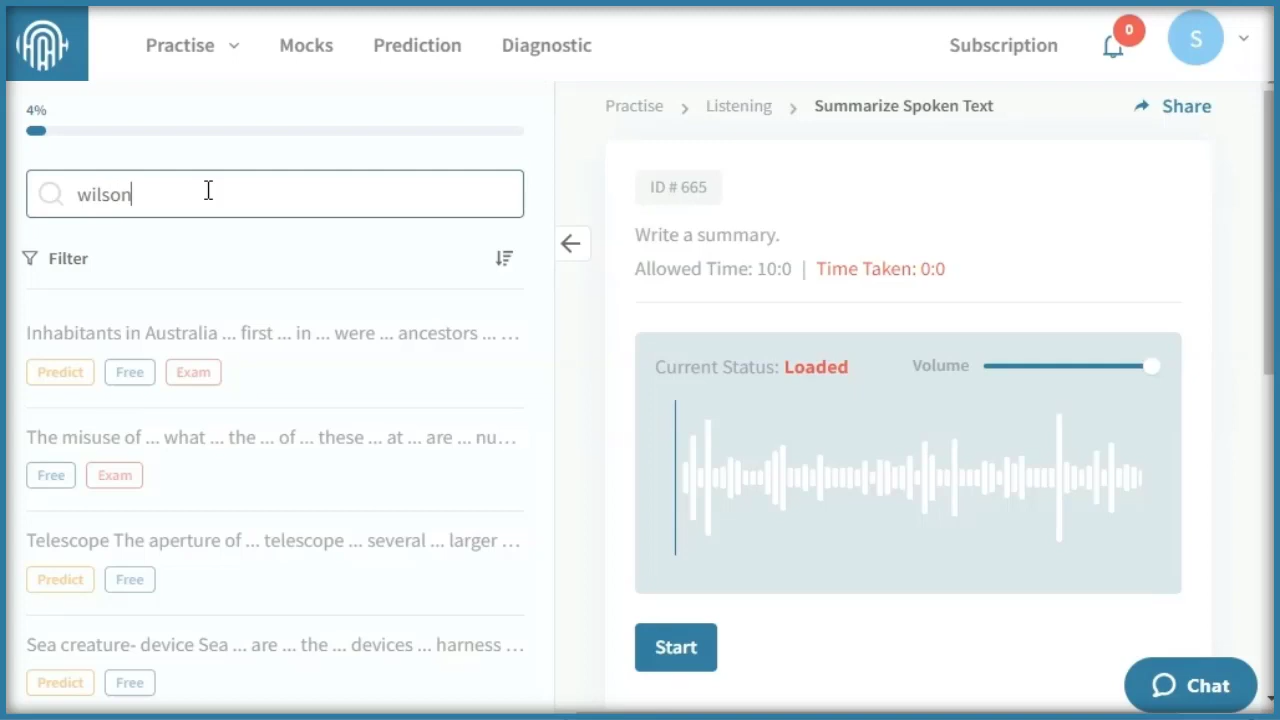 Practise
Mocks
Prediction
Diagnostic
Subscription
0
S
4%
wilson
Filter
Inhabitants in Australia ... first ... in ... were ... ancestors ... ...
Predict
Free
Exam
The misuse of ... what ... the ... of ... these ... at ... are ... nu...
Free
Exam
Telescope The aperture of ... telescope ... several ... larger ...
Predict
Free
Sea creature- device Sea ... are ... the ... devices ... harness ...
Predict
Free
Practise
Listening
Summarize Spoken Text
Share
ID # 665
Write a summary.
Allowed Time: 10:0 | Time Taken: 0:0
Current Status: Loaded
Volume
Start
Chat